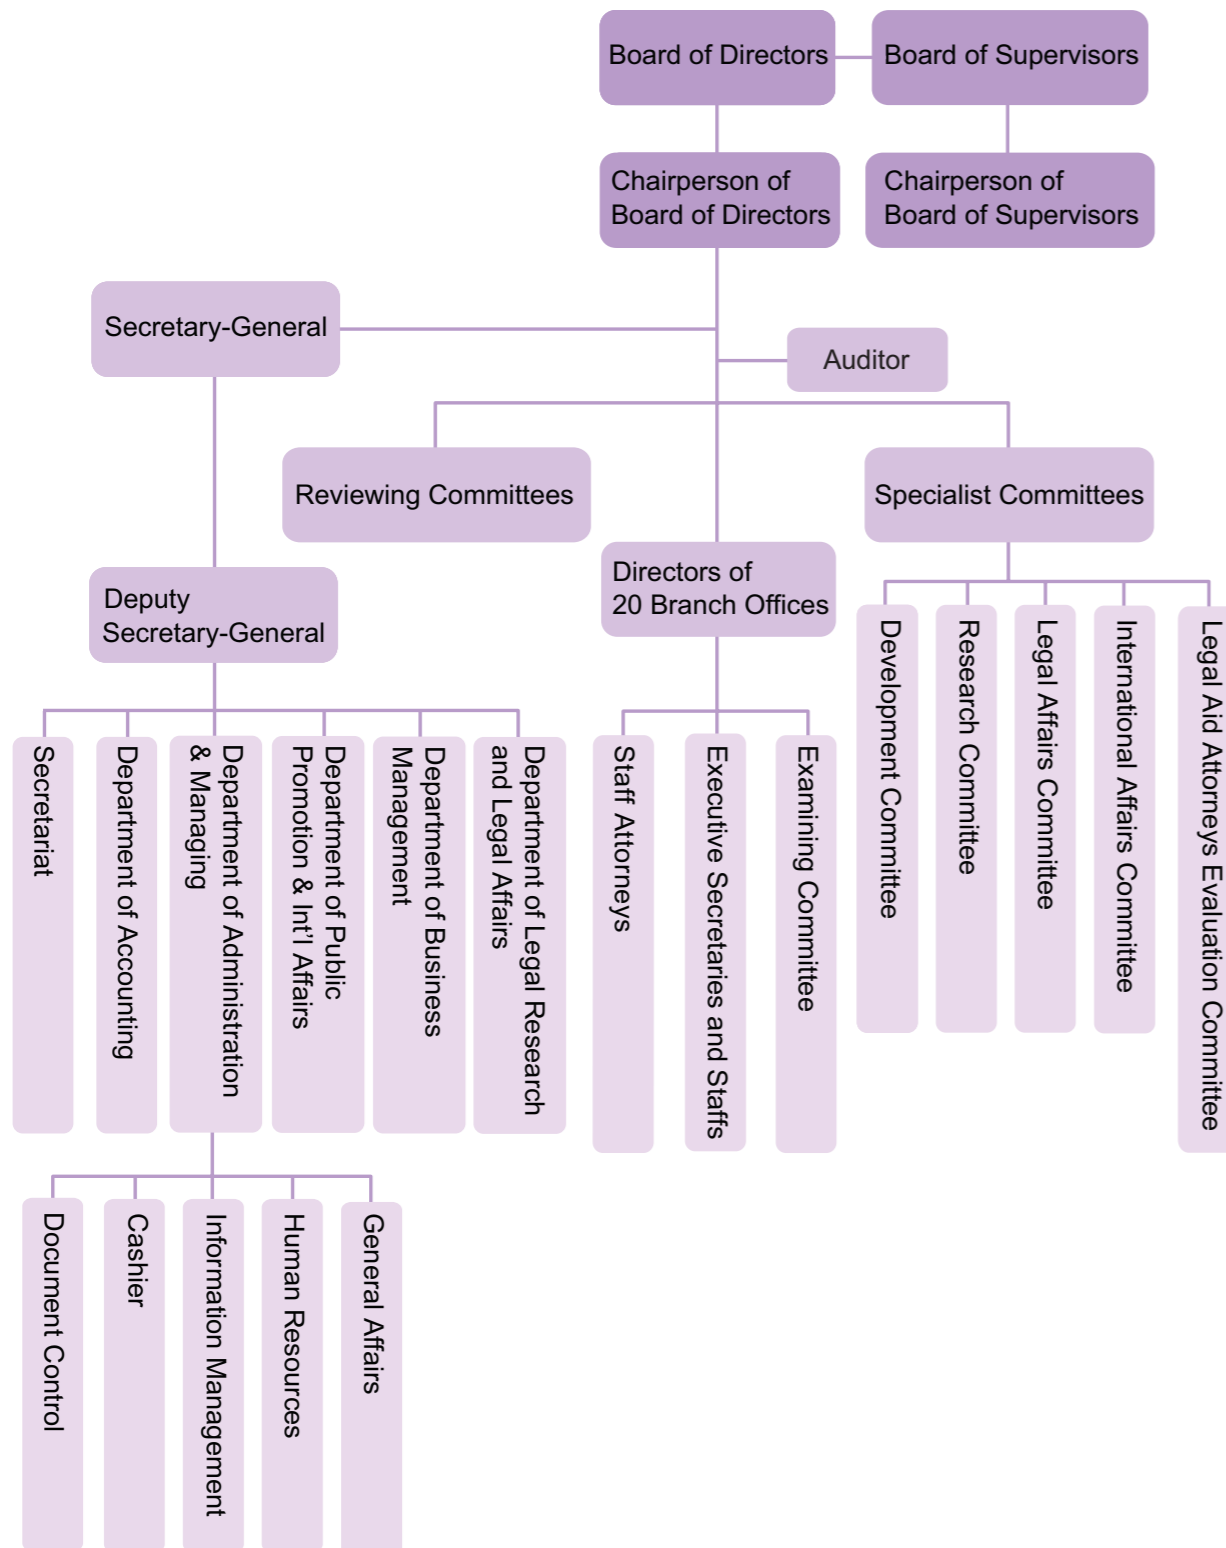 Board of Directors
Board of Supervisors
Chairperson of
Board of Directors
Chairperson of
Board of Supervisors
Secretary-General
Auditor
Reviewing Committees
Specialist Committees
Deputy
Secretary-General
Directors of
20 Branch Offices
Secretariat
Department of Accounting
Department of Administration
& Managing
Department of Public
Promotion & Int'l Affairs
Department of Business
Management
Department of Legal Research
and Legal Affairs
Staff Attorneys
Executive Secretaries and Staffs
Examining Committee
Development Committee
Research Committee
Legal Affairs Committee
International Affairs Committee
Legal Aid Attorneys Evaluation Committee
Document Control
Cashier
Information Management
Human Resources
General Affairs